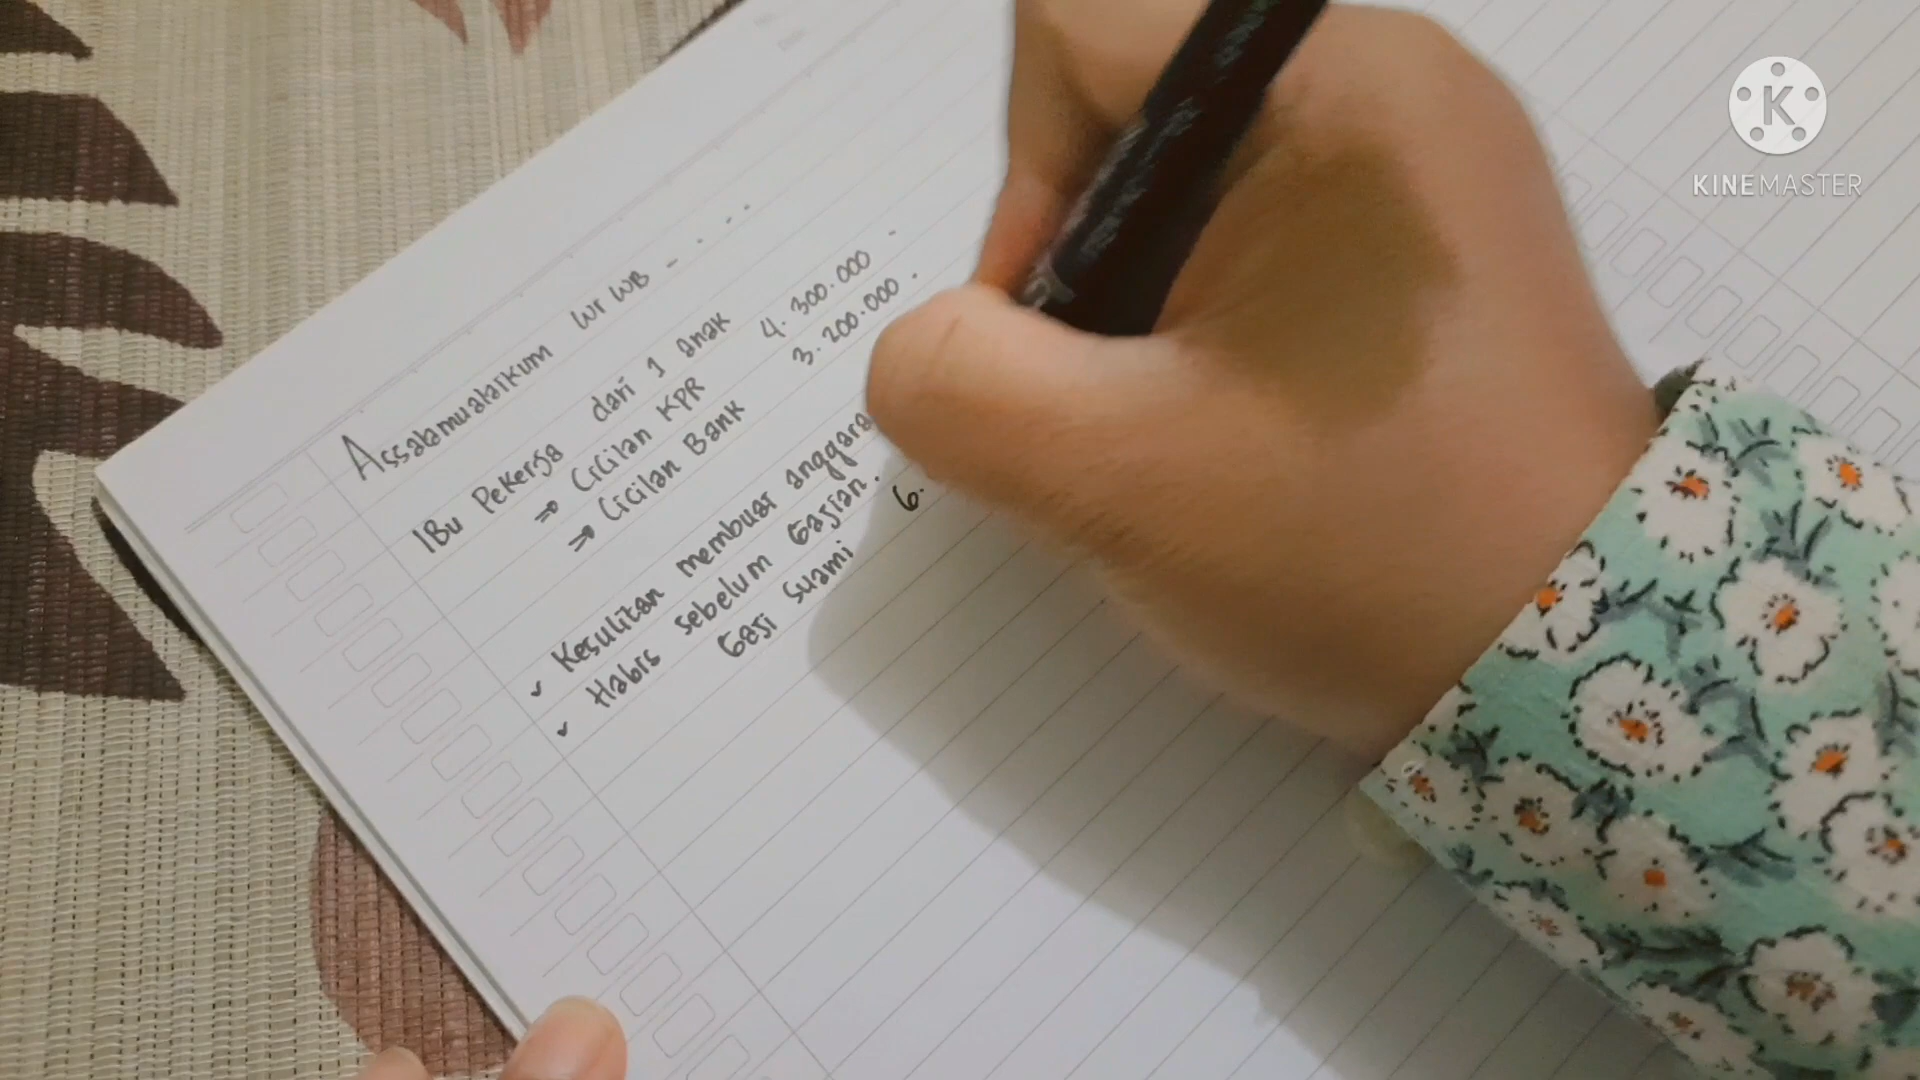 Assalamualaikum Wr WB - . . . .
IBu Pekerja dari 1 anak
⇒ Cicilan KPR 4.300.000 -
⇒ Cicilan Bank 3.200.000 .
✓ Kesulitan membuat anggara
✓ Habis sebelum Gajian.
Gaji Suami 6.
KINEMASTER